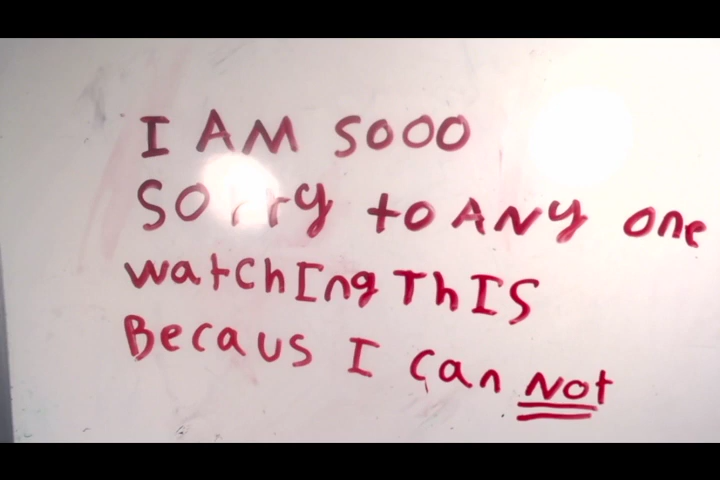 I AM SOOO
SOrry to ANY one
watchIng ThIS
Becaus I can Not